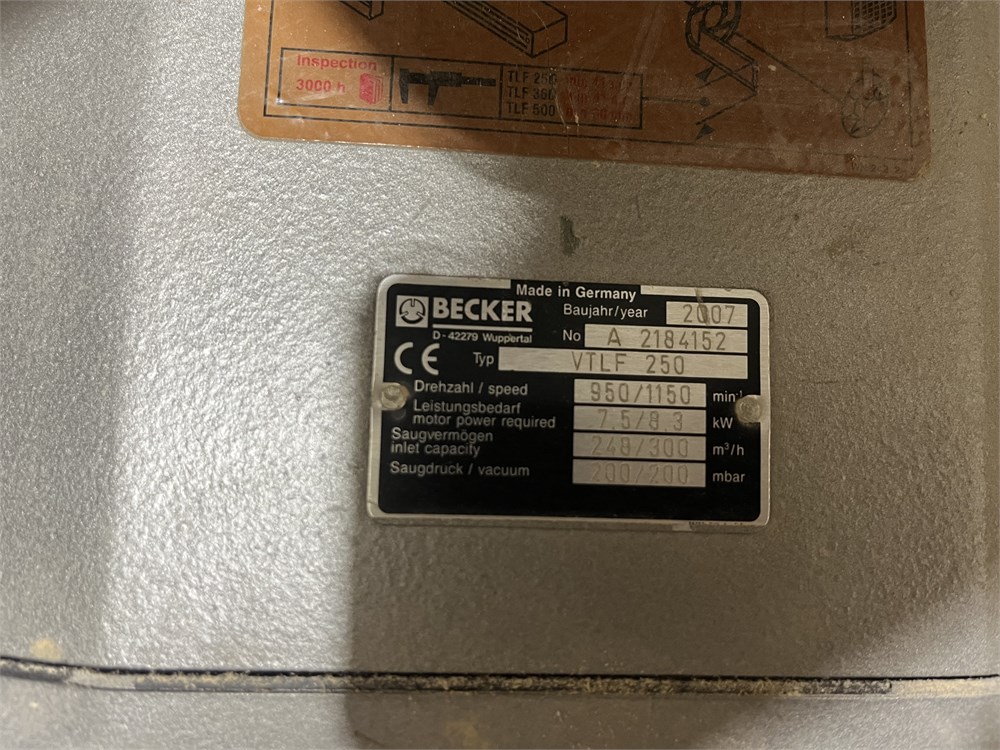 Inspection
3000 h
TLF 250
TLF 360
TLF 500
Made in Germany
BECKER
D-42279 Wuppertal
Baujahr/year 2007
No A 2184152
CE Typ VTLF 250
Drehzahl / speed 950/1150 min-1
Leistungsbedarf
motor power required 7,5/8,3 kW
Saugvermögen
inlet capacity 248/300 m³/h
Saugdruck / vacuum 200/200 mbar